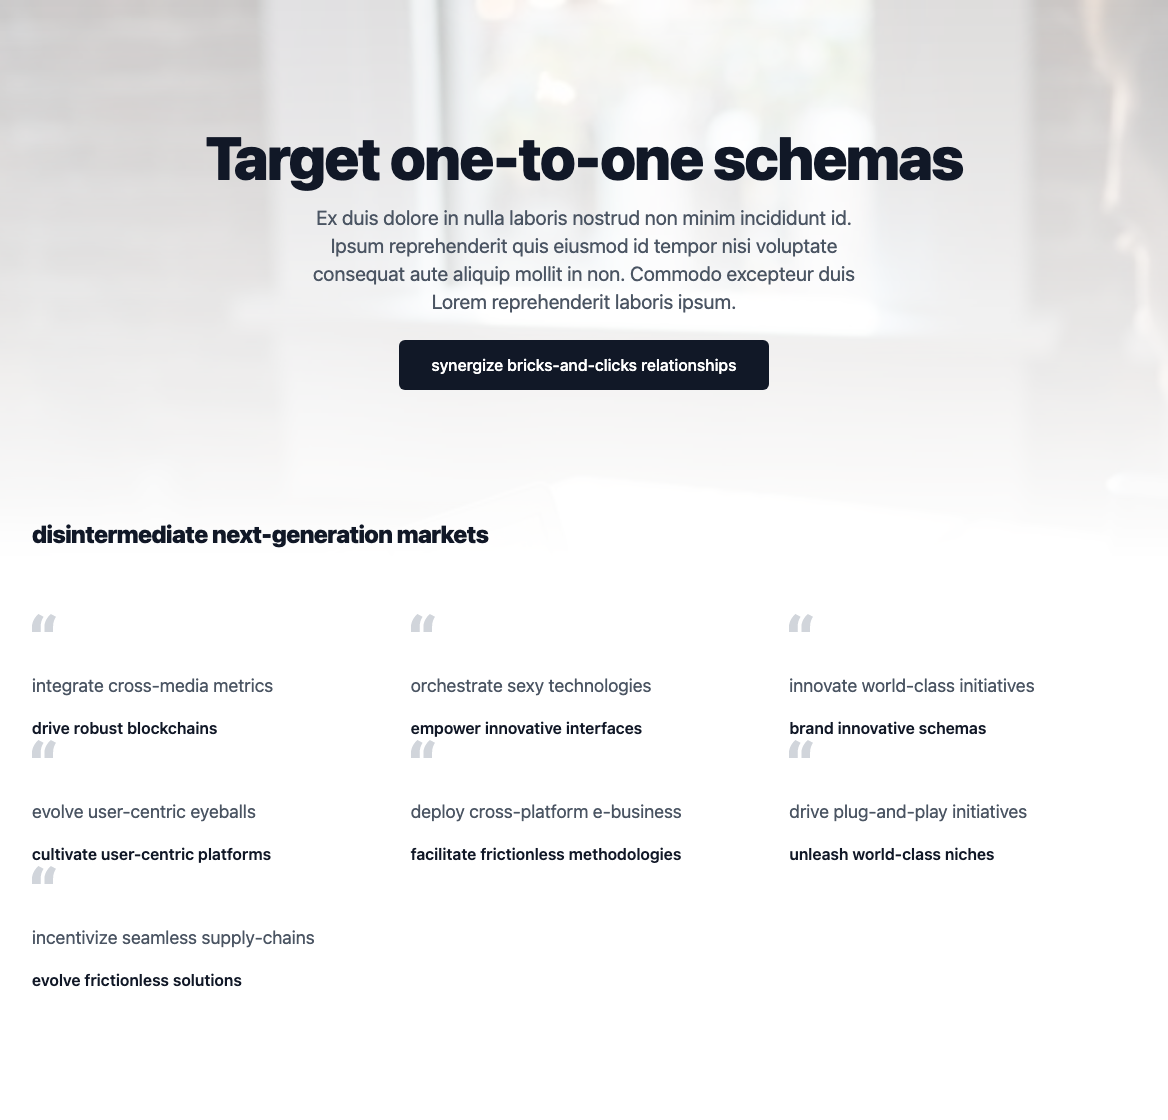 Target one-to-one schemas
Ex duis dolore in nulla laboris nostrud non minim incididunt id.
Ipsum reprehenderit quis eiusmod id tempor nisi voluptate
consequat aute aliquip mollit in non. Commodo excepteur duis
Lorem reprehenderit laboris ipsum.
synergize bricks-and-clicks relationships
disintermediate next-generation markets
“
integrate cross-media metrics
drive robust blockchains
“
orchestrate sexy technologies
empower innovative interfaces
“
innovate world-class initiatives
brand innovative schemas
“
evolve user-centric eyeballs
cultivate user-centric platforms
“
deploy cross-platform e-business
facilitate frictionless methodologies
“
drive plug-and-play initiatives
unleash world-class niches
“
incentivize seamless supply-chains
evolve frictionless solutions